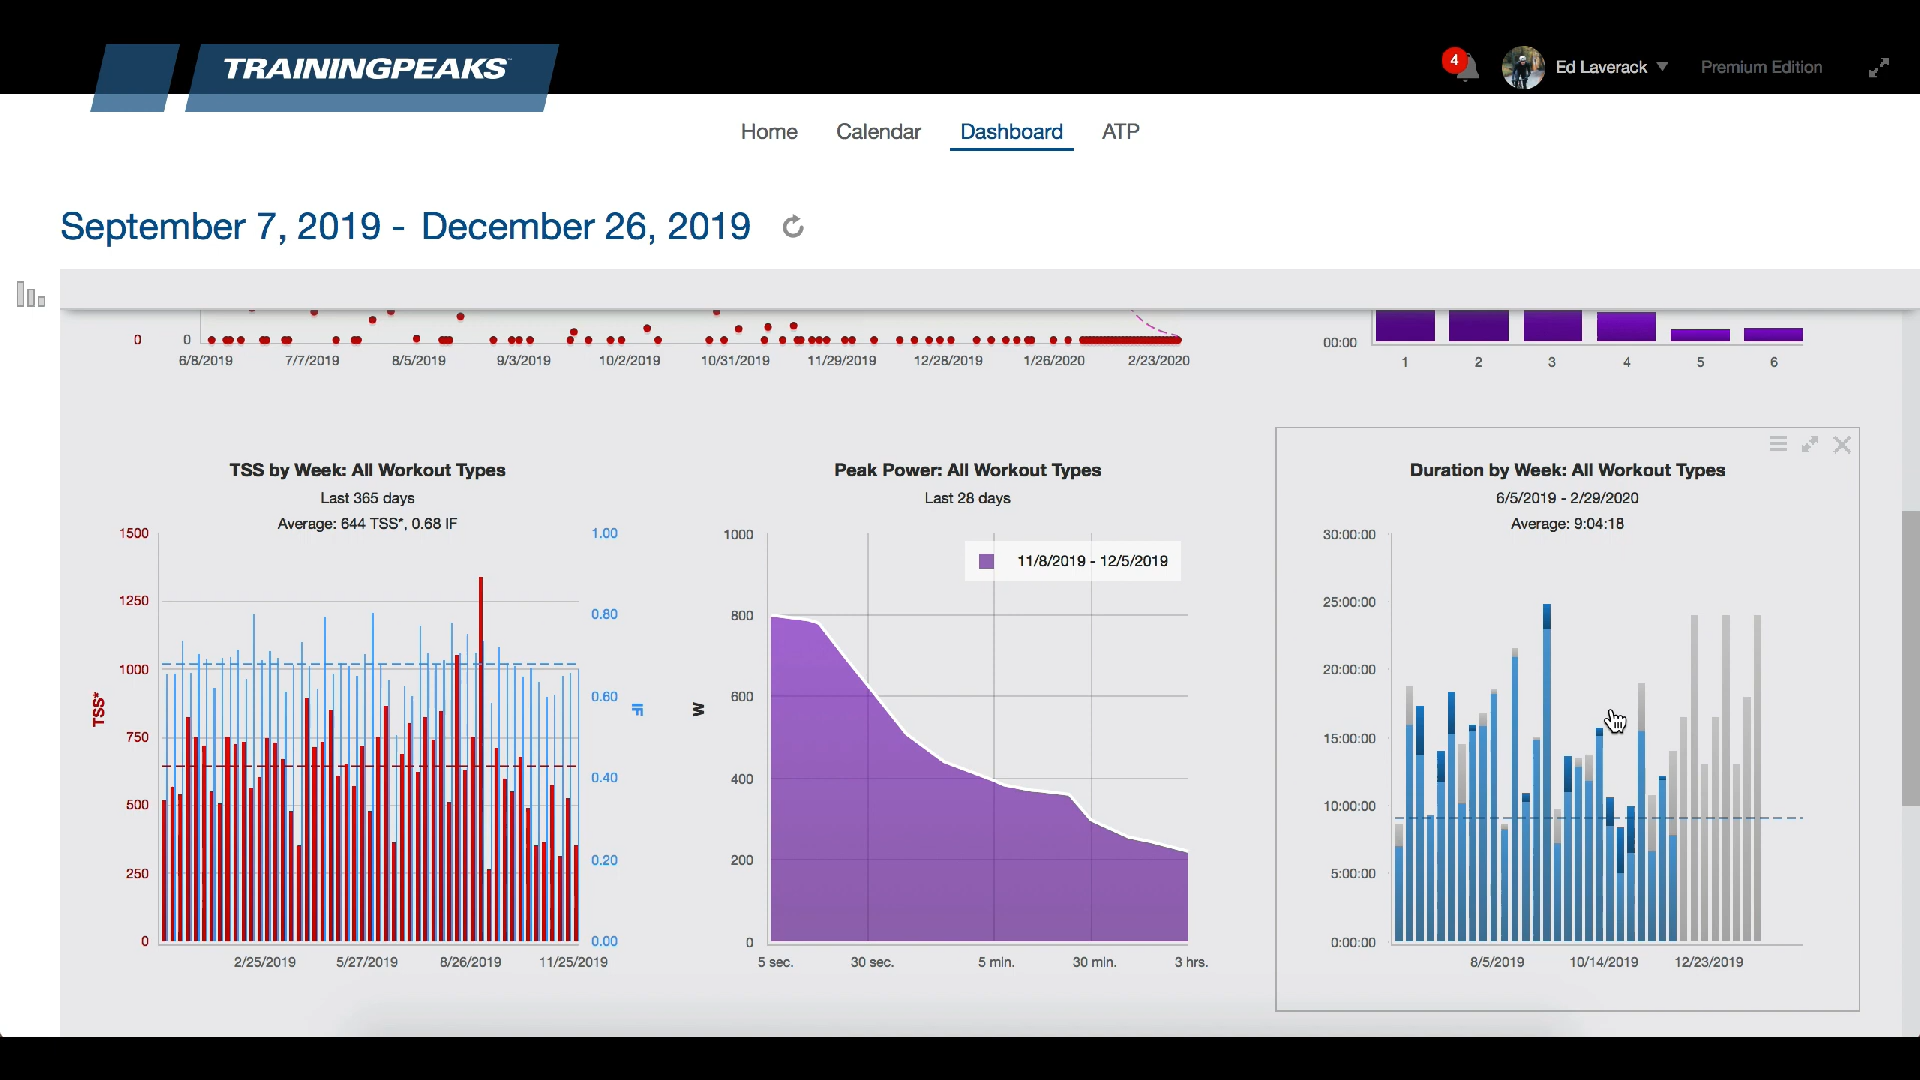 TRAININGPEAKS
4
Ed Laverack
Premium Edition
Home
Calendar
Dashboard
ATP
September 7, 2019 - December 26, 2019
0
0
6/8/2019
7/7/2019
8/5/2019
9/3/2019
10/2/2019
10/31/2019
11/29/2019
12/28/2019
1/26/2020
2/23/2020
00:00
1
2
3
4
5
6
TSS by Week: All Workout Types
Last 365 days
Average: 644 TSS*, 0.68 IF
1500
1250
1000
750
500
250
0
TSS*
1.00
0.80
0.60
0.40
0.20
0.00
IF
2/25/2019
5/27/2019
8/26/2019
11/25/2019
Peak Power: All Workout Types
Last 28 days
11/8/2019 - 12/5/2019
1000
800
600
400
200
0
W
5 sec.
30 sec.
5 min.
30 min.
3 hrs.
Duration by Week: All Workout Types
6/5/2019 - 2/29/2020
Average: 9:04:18
30:00:00
25:00:00
20:00:00
15:00:00
10:00:00
5:00:00
0:00:00
8/5/2019
10/14/2019
12/23/2019